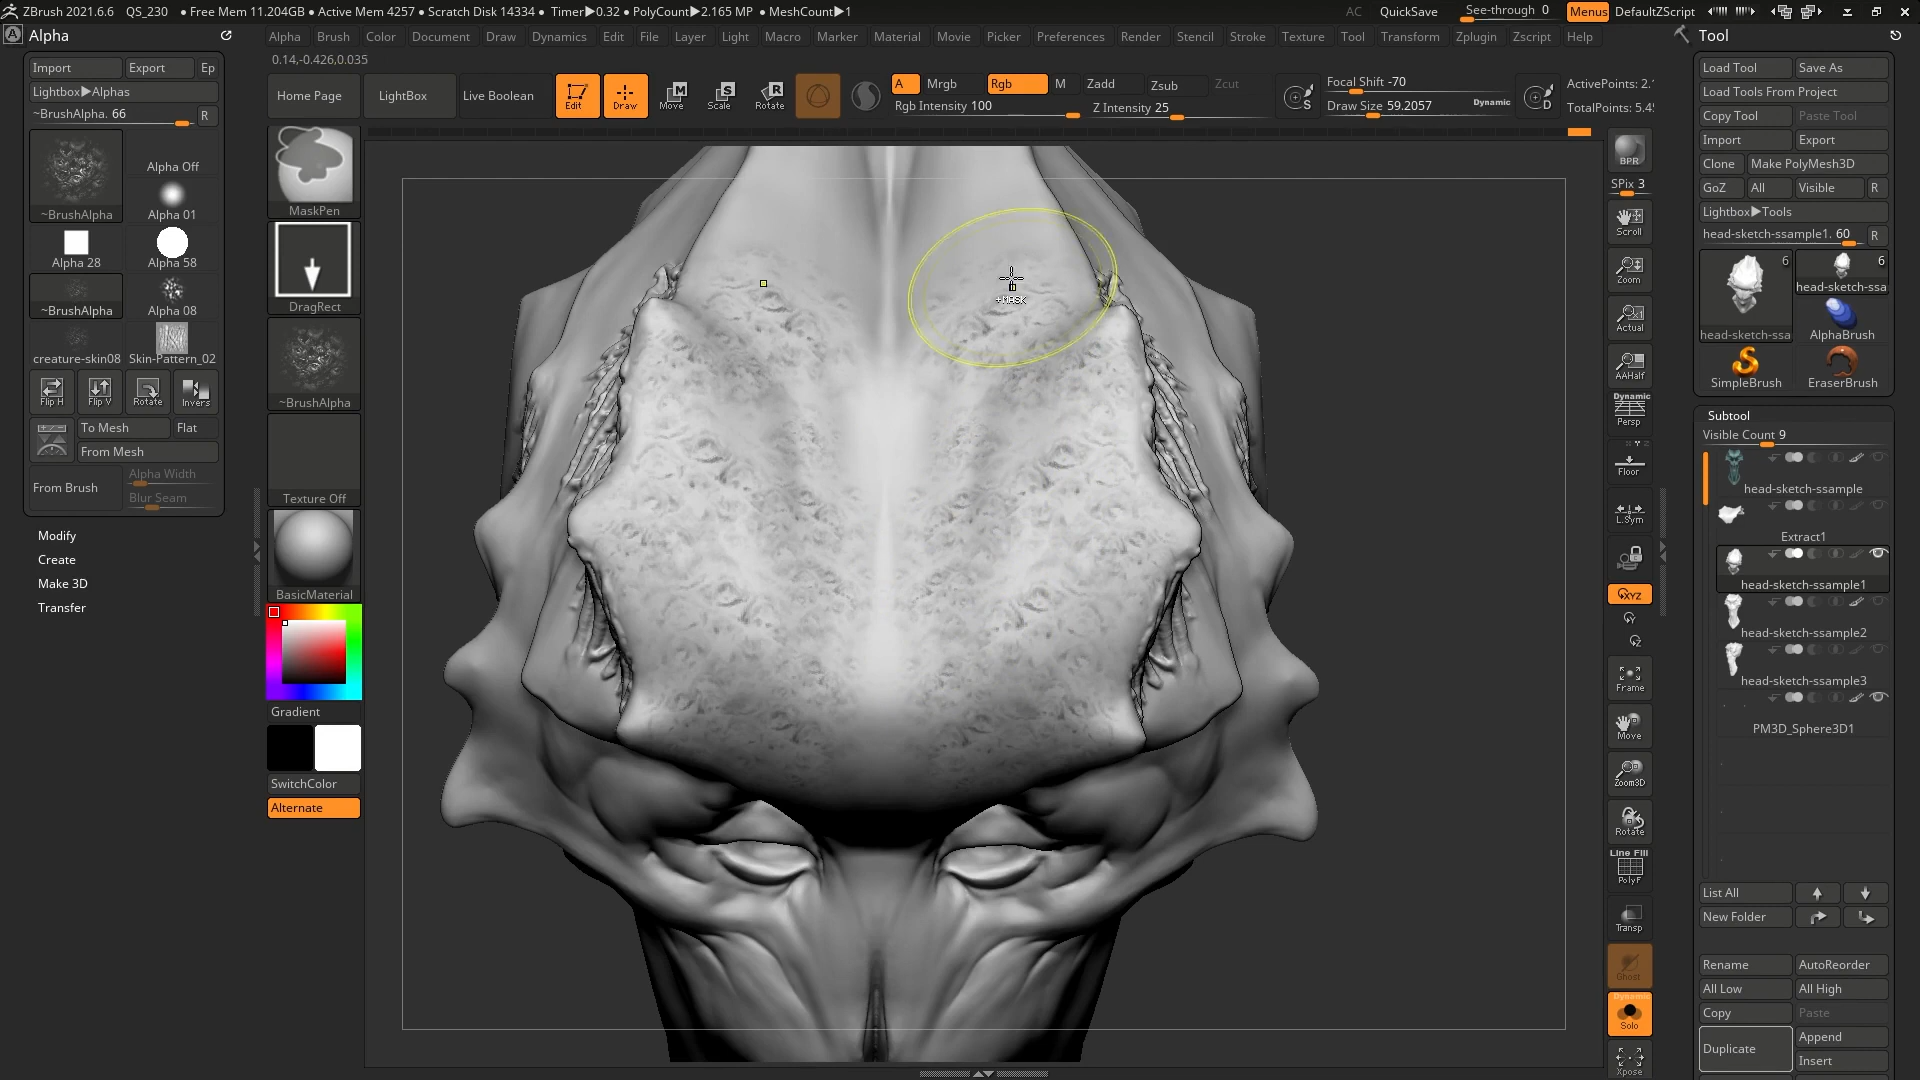 ZBrush 2021.6.6 QS_230 ● Free Mem 11.204GB ● Active Mem 4257 ● Scratch Disk 14334 ● Timer▶0.32 ● PolyCount▶2.165 MP ● MeshCount▶1 AC QuickSave See-through 0 Menus DefaultZScript
Alpha
Alpha Brush Color Document Draw Dynamics Edit File Layer Light Macro Marker Material Movie Picker Preferences Render Stencil Stroke Texture Tool Transform Zplugin Zscript Help
Tool
0.14,-0.426,0.035
Import Export Ep
Lightbox▶Alphas
~BrushAlpha. 66 R
~BrushAlpha
Alpha Off
Alpha 01
Alpha 28
Alpha 58
~BrushAlpha
Alpha 08
creature-skin08
Skin-Pattern_02
Flip H
Flip V
Rotate
Invers
To Mesh
Flat
From Mesh
From Brush
Alpha Width
Blur Seam
Modify
Create
Make 3D
Transfer
Home Page
LightBox
Live Boolean
Edit
Draw
Move
Scale
Rotate
A
Mrgb
Rgb
M
Zadd
Zsub
Zcut
Rgb Intensity 100
Z Intensity 25
S
Focal Shift -70
Draw Size 59.2057
Dynamic
D
ActivePoints: 2.
TotalPoints: 5.4
MaskPen
DragRect
~BrushAlpha
Texture Off
BasicMaterial
Gradient
SwitchColor
Alternate
+MASK
BPR
SPix 3
Scroll
Zoom
Actual
AAHalf
Dynamic
Persp
Floor
L.Sym
XYZ
Y
Z
Frame
Move
Zoom3D
Rotate
Line Fill
PolyF
Transp
Ghost
Dynamic
Solo
Xpose
Load Tool
Save As
Load Tools From Project
Copy Tool
Paste Tool
Import
Export
Clone
Make PolyMesh3D
GoZ
All
Visible
R
Lightbox▶Tools
head-sketch-ssample1. 60 R
6
head-sketch-ssa
6
head-sketch-ssa
AlphaBrush
SimpleBrush
EraserBrush
Subtool
Visible Count 9
head-sketch-ssample
Extract1
head-sketch-ssample1
head-sketch-ssample2
head-sketch-ssample3
PM3D_Sphere3D1
List All
New Folder
Rename
AutoReorder
All Low
All High
Copy
Paste
Duplicate
Append
Insert